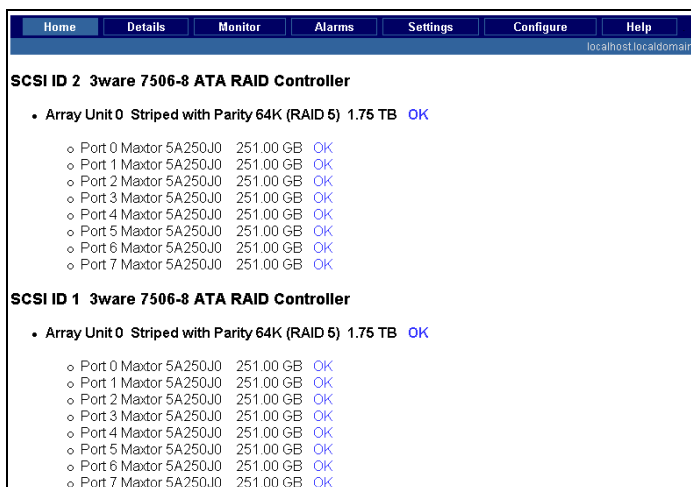 Home Details Monitor Alarms Settings Configure Help
localhost.localdomain
SCSI ID 2 3ware 7506-8 ATA RAID Controller
• Array Unit 0 Striped with Parity 64K (RAID 5) 1.75 TB OK
o Port 0 Maxtor 5A250J0 251.00 GB OK
o Port 1 Maxtor 5A250J0 251.00 GB OK
o Port 2 Maxtor 5A250J0 251.00 GB OK
o Port 3 Maxtor 5A250J0 251.00 GB OK
o Port 4 Maxtor 5A250J0 251.00 GB OK
o Port 5 Maxtor 5A250J0 251.00 GB OK
o Port 6 Maxtor 5A250J0 251.00 GB OK
o Port 7 Maxtor 5A250J0 251.00 GB OK
SCSI ID 1 3ware 7506-8 ATA RAID Controller
• Array Unit 0 Striped with Parity 64K (RAID 5) 1.75 TB OK
o Port 0 Maxtor 5A250J0 251.00 GB OK
o Port 1 Maxtor 5A250J0 251.00 GB OK
o Port 2 Maxtor 5A250J0 251.00 GB OK
o Port 3 Maxtor 5A250J0 251.00 GB OK
o Port 4 Maxtor 5A250J0 251.00 GB OK
o Port 5 Maxtor 5A250J0 251.00 GB OK
o Port 6 Maxtor 5A250J0 251.00 GB OK
o Port 7 Maxtor 5A250J0 251.00 GB OK